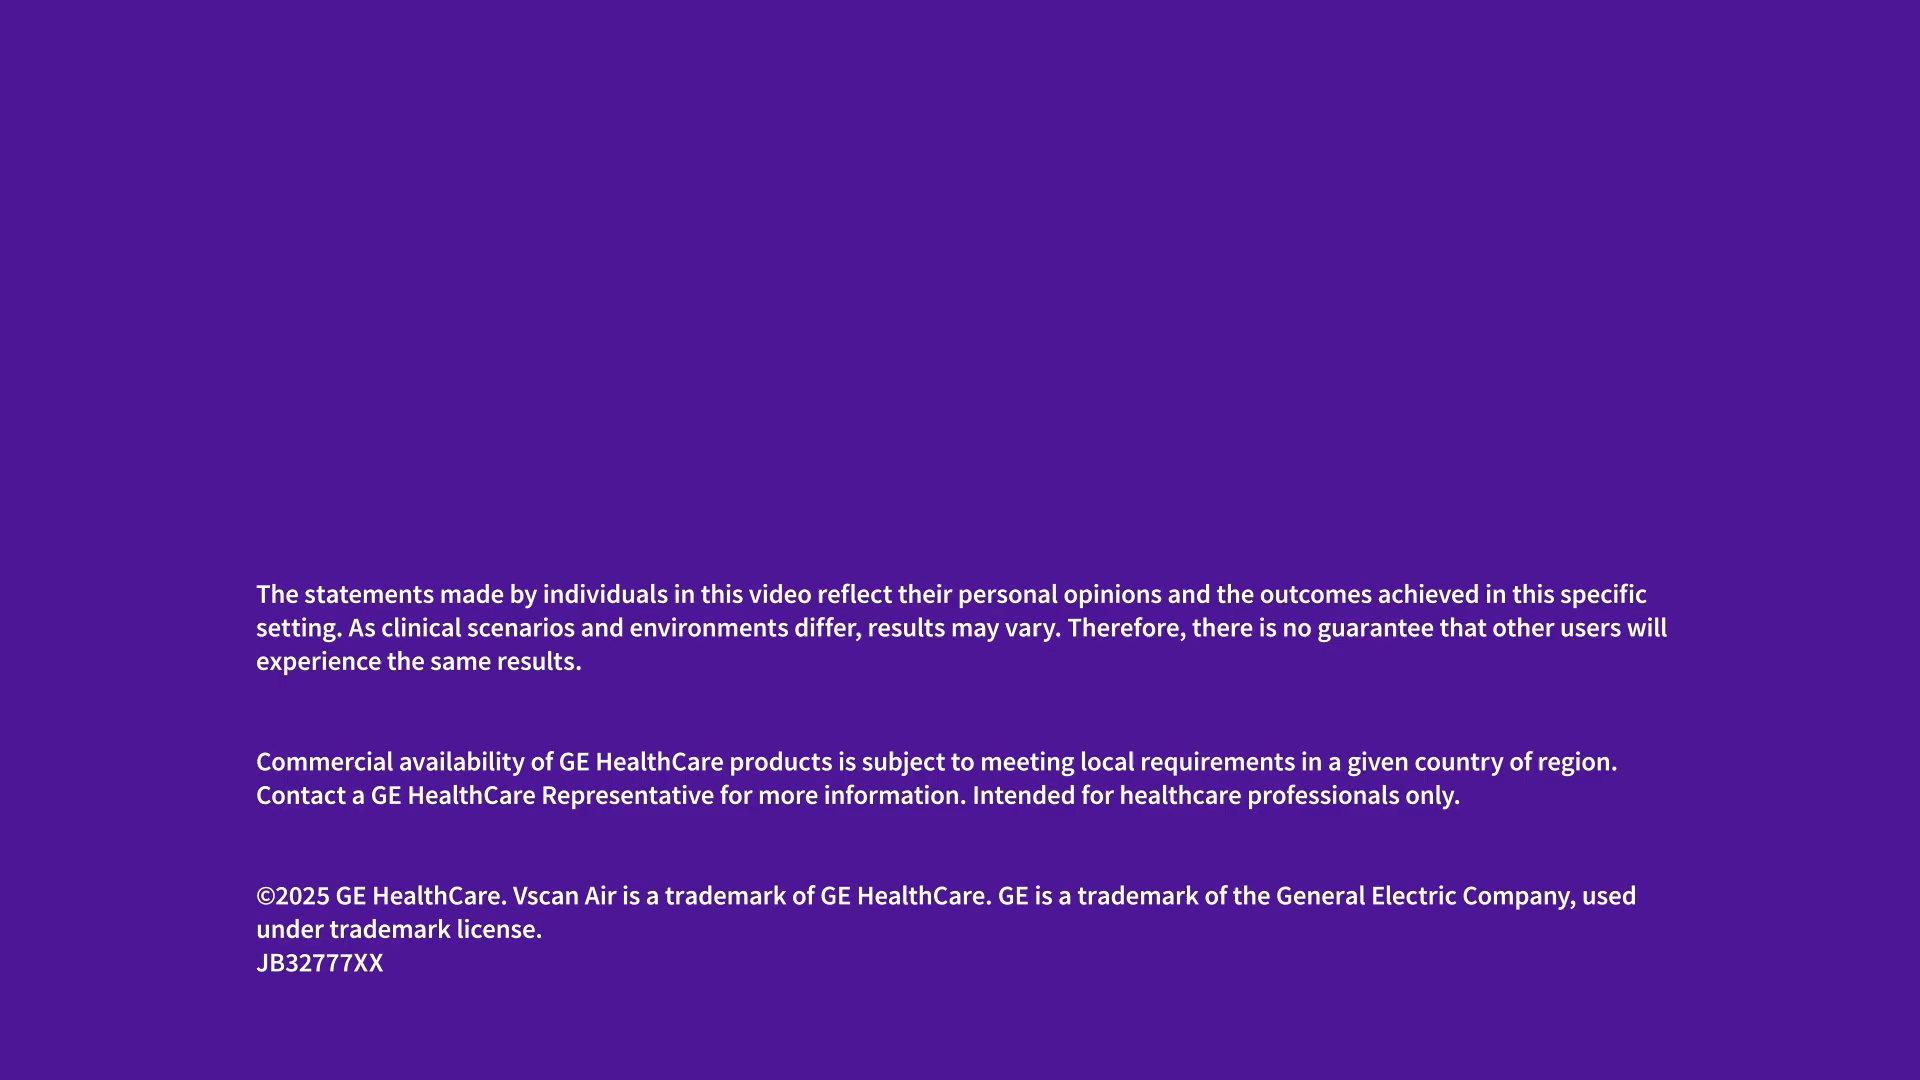 The statements made by individuals in this video reflect their personal opinions and the outcomes achieved in this specific
setting. As clinical scenarios and environments differ, results may vary. Therefore, there is no guarantee that other users will
experience the same results.
Commercial availability of GE HealthCare products is subject to meeting local requirements in a given country of region.
Contact a GE HealthCare Representative for more information. Intended for healthcare professionals only.
©2025 GE HealthCare. Vscan Air is a trademark of GE HealthCare. GE is a trademark of the General Electric Company, used
under trademark license.
JB32777XX